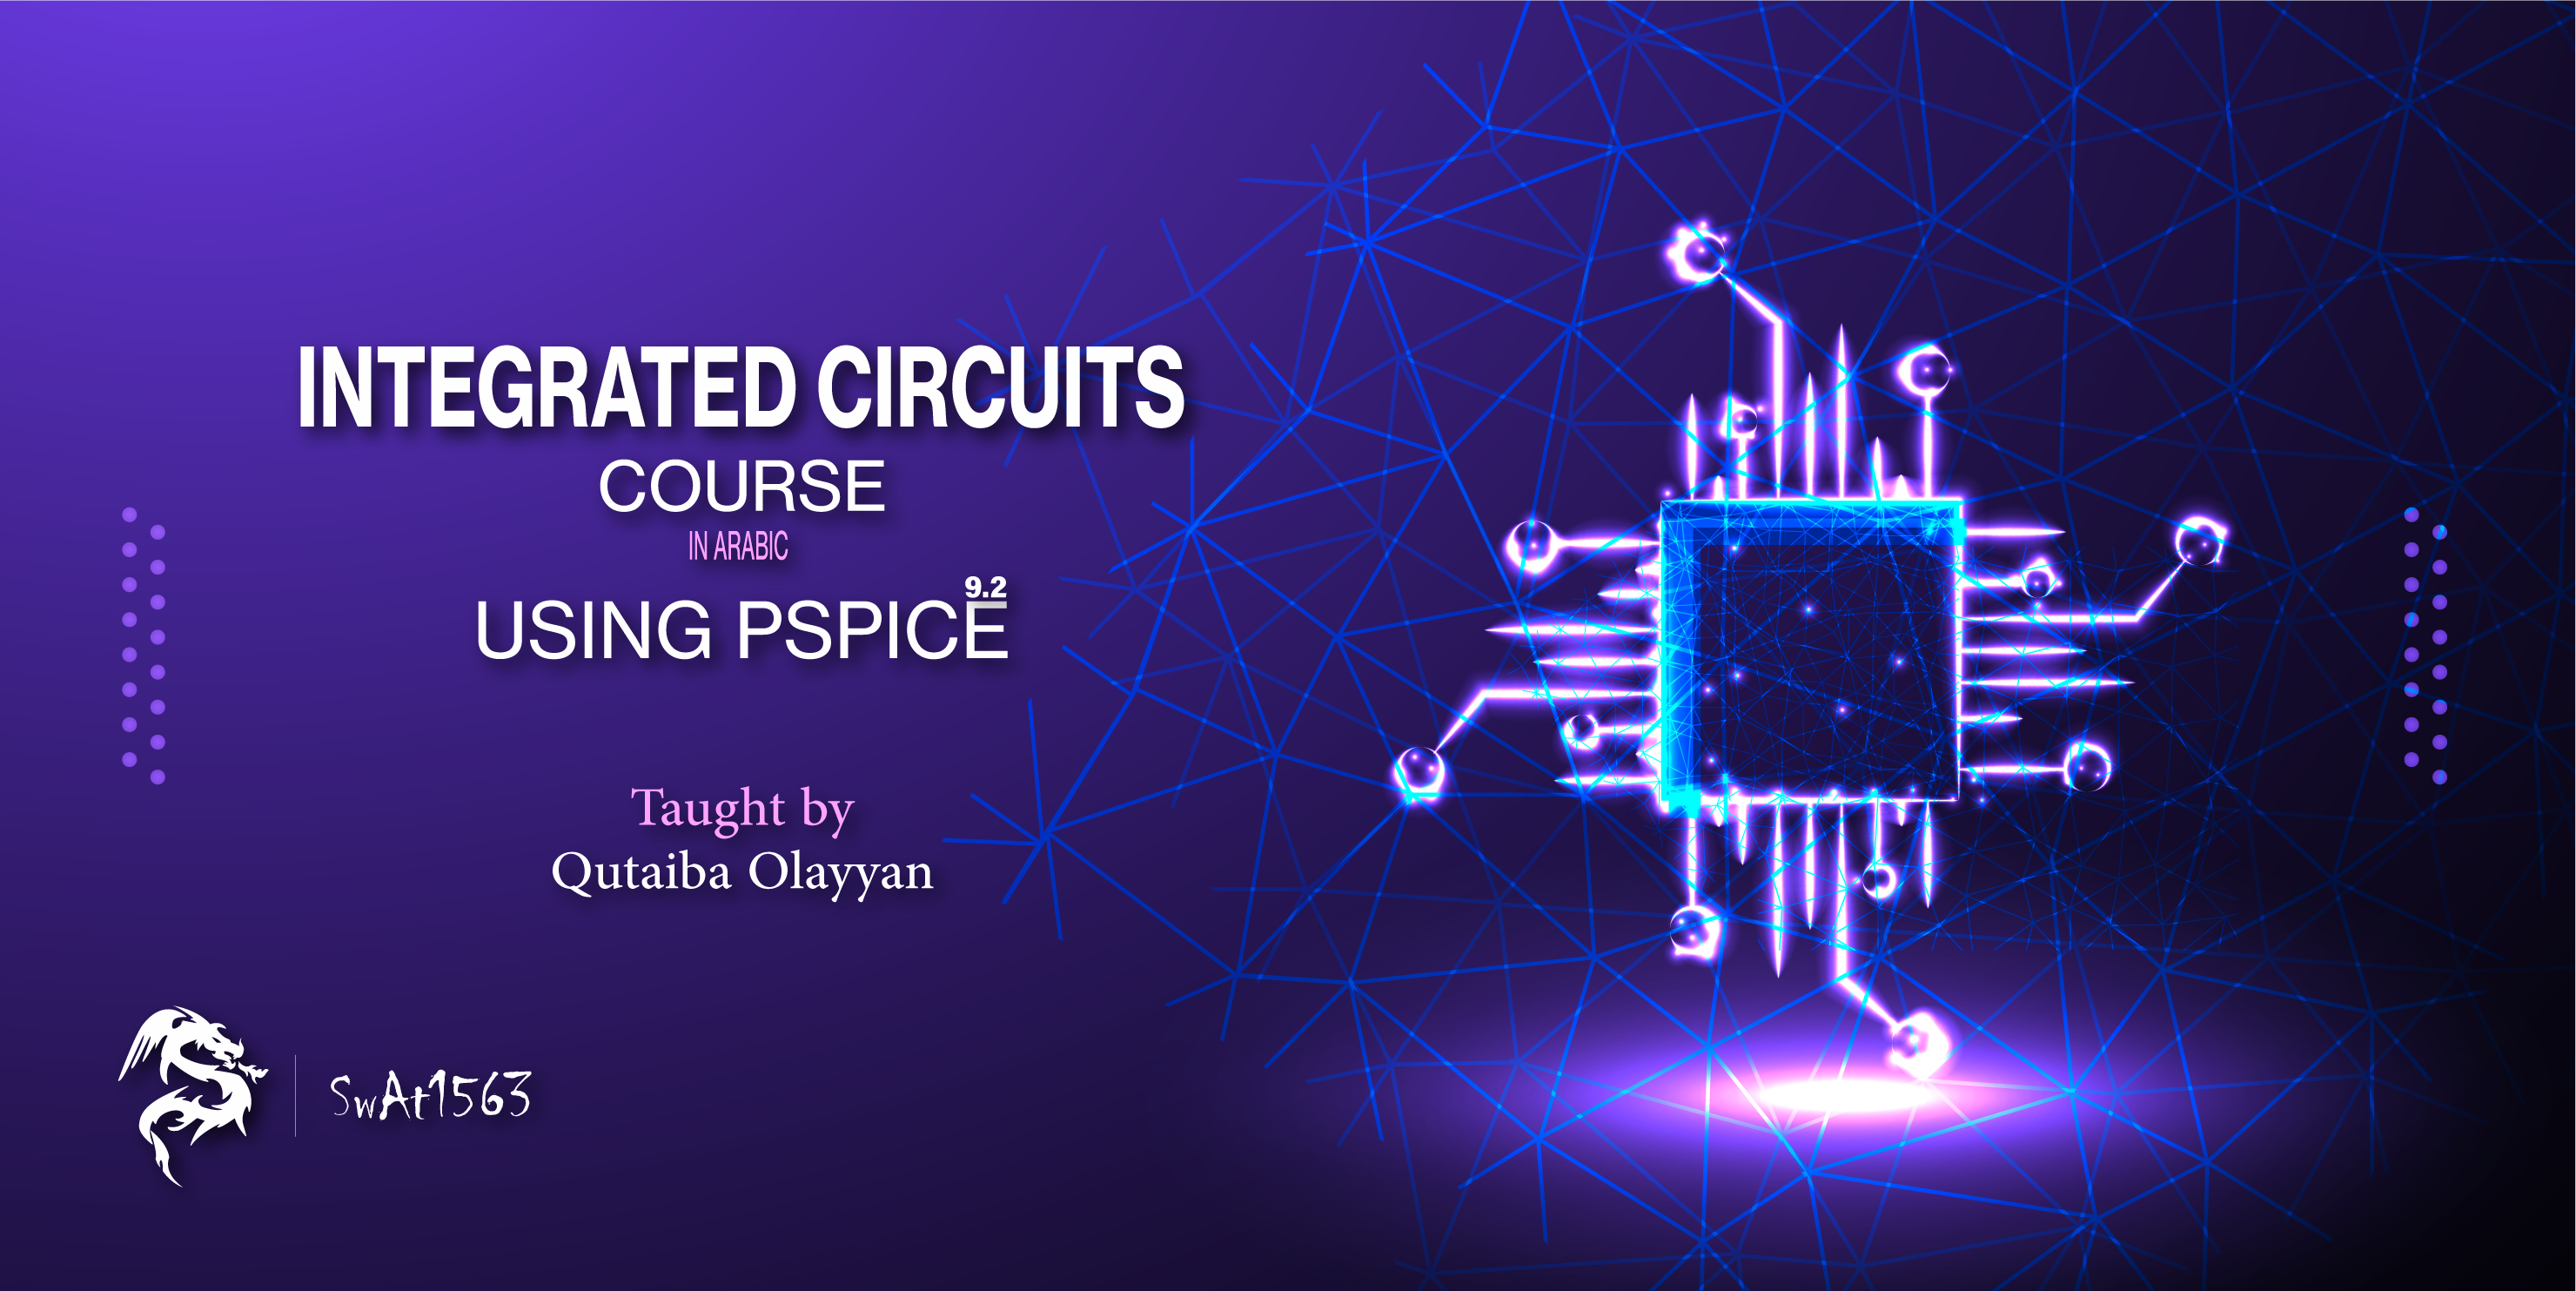 INTEGRATED CIRCUITS
COURSE
IN ARABIC
9.2
USING PSPICE
Taught by
Qutaiba Olayyan
SwAt1563